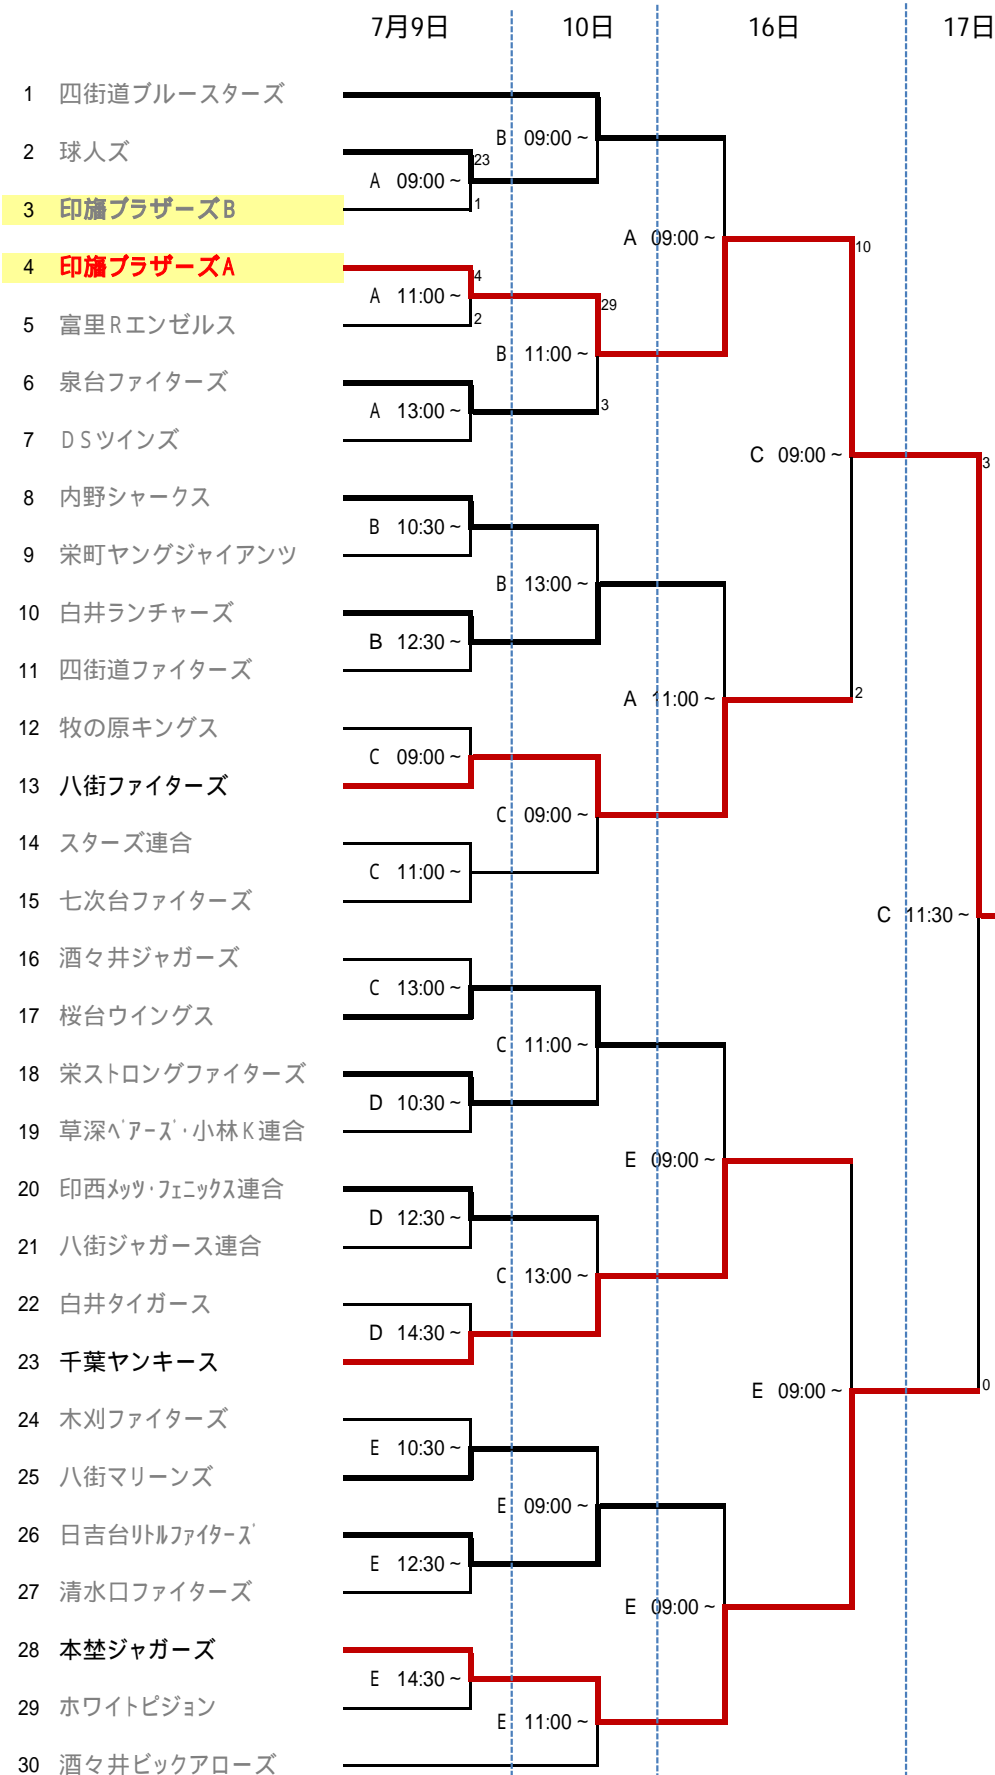 7月9日 10日 16日 17日
1 四街道ブルースターズ
B 09:00 ~
2 球人ズ
23
A 09:00 ~
1
3 印旛ブラザーズB
A 09:00 ~
10
4 印旛ブラザーズA
4
A 11:00 ~
29
2
5 富里Rエンゼルス
B 11:00 ~
6 泉台ファイターズ
3
A 13:00 ~
7 DSツインズ
C 09:00 ~
3
8 内野シャークス
B 10:30 ~
9 栄町ヤングジャイアンツ
B 13:00 ~
10 白井ランチャーズ
B 12:30 ~
11 四街道ファイターズ
2
A 11:00 ~
12 牧の原キングス
C 09:00 ~
13 八街ファイターズ
C 09:00 ~
14 スターズ連合
C 11:00 ~
15 七次台ファイターズ
C 11:30 ~
16 酒々井ジャガーズ
C 13:00 ~
17 桜台ウイングス
C 11:00 ~
18 栄ストロングファイターズ
D 10:30 ~
19 草深ベアーズ・小林K連合
E 09:00 ~
20 印西メッツ・フェニックス連合
D 12:30 ~
21 八街ジャガース連合
C 13:00 ~
22 白井タイガース
D 14:30 ~
23 千葉ヤンキース
0
E 09:00 ~
24 木刈ファイターズ
E 10:30 ~
25 八街マリーンズ
E 09:00 ~
26 日吉台リトルファイターズ
E 12:30 ~
27 清水口ファイターズ
E 09:00 ~
28 本埜ジャガーズ
E 14:30 ~
29 ホワイトピジョン
E 11:00 ~
30 酒々井ビックアローズ